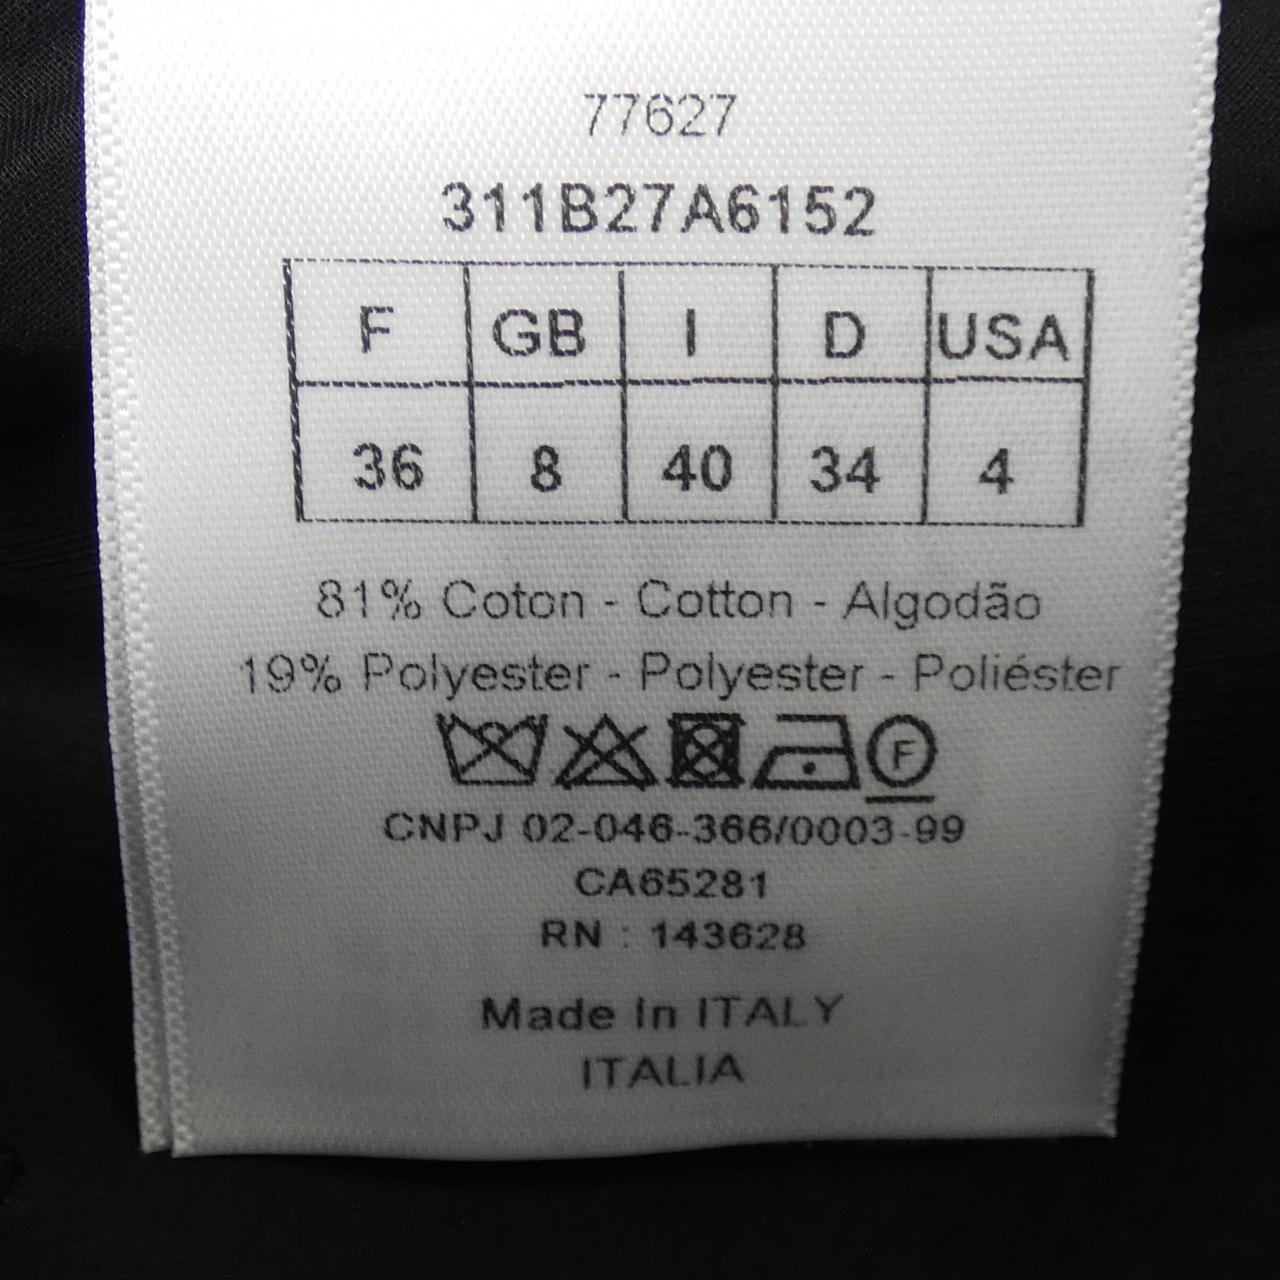 77627
311B27A6152
F GB I D USA
36 8 40 34 4
81% Coton - Cotton - Algodão
19% Polyester - Polyester - Poliéster
F
CNPJ 02-046-366/0003-99
CA65281
RN : 143628
Made In ITALY
ITALIA